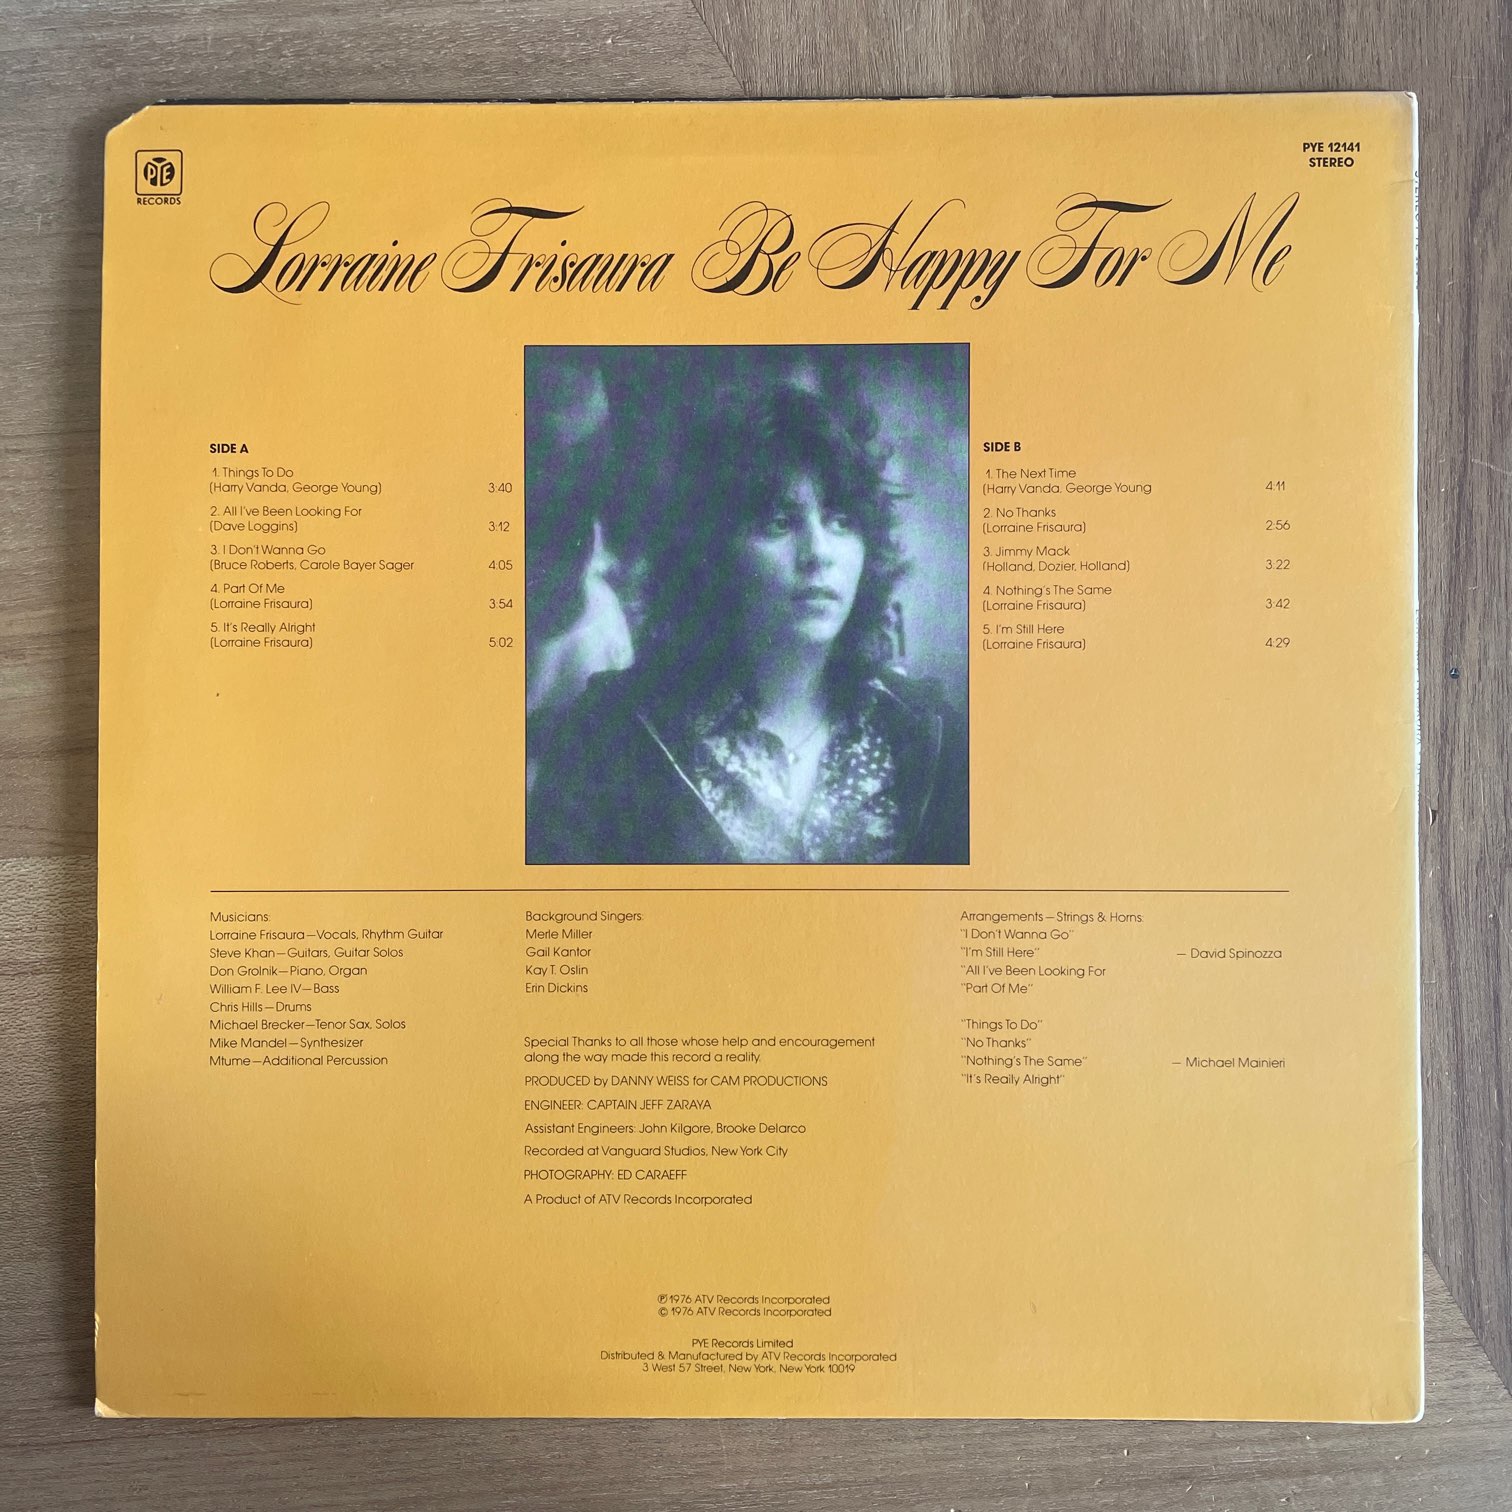 PYE
RECORDS
PYE 12141
STEREO
Lorraine Frisaura Be Happy For Me
SIDE A
1. Things To Do
(Harry Vanda, George Young) 3:40
2. All I've Been Looking For
(Dave Loggins) 3:12
3. I Don't Wanna Go
(Bruce Roberts, Carole Bayer Sager 4:05
4. Part Of Me
(Lorraine Frisaura) 3:54
5. It's Really Alright
(Lorraine Frisaura) 5:02
SIDE B
1. The Next Time
(Harry Vanda, George Young 4:11
2. No Thanks
(Lorraine Frisaura) 2:56
3. Jimmy Mack
(Holland, Dozier, Holland) 3:22
4. Nothing's The Same
(Lorraine Frisaura) 3:42
5. I'm Still Here
(Lorraine Frisaura) 4:29
Musicians:
Lorraine Frisaura—Vocals, Rhythm Guitar
Steve Khan—Guitars, Guitar Solos
Don Grolnik—Piano, Organ
William F. Lee IV—Bass
Chris Hills—Drums
Michael Brecker—Tenor Sax, Solos
Mike Mandel—Synthesizer
Mtume—Additional Percussion
Background Singers:
Merle Miller
Gail Kantor
Kay T. Oslin
Erin Dickins
Special Thanks to all those whose help and encouragement
along the way made this record a reality.
PRODUCED by DANNY WEISS for CAM PRODUCTIONS
ENGINEER: CAPTAIN JEFF ZARAYA
Assistant Engineers: John Kilgore, Brooke Delarco
Recorded at Vanguard Studios, New York City
PHOTOGRAPHY: ED CARAEFF
A Product of ATV Records Incorporated
Arrangements—Strings & Horns:
"I Don't Wanna Go"
"I'm Still Here" — David Spinozza
"All I've Been Looking For
"Part Of Me"
"Things To Do"
"No Thanks"
"Nothing's The Same" — Michael Mainieri
"It's Really Alright"
℗ 1976 ATV Records Incorporated
© 1976 ATV Records Incorporated
PYE Records Limited
Distributed & Manufactured by ATV Records Incorporated
3 West 57 Street, New York, New York 10019